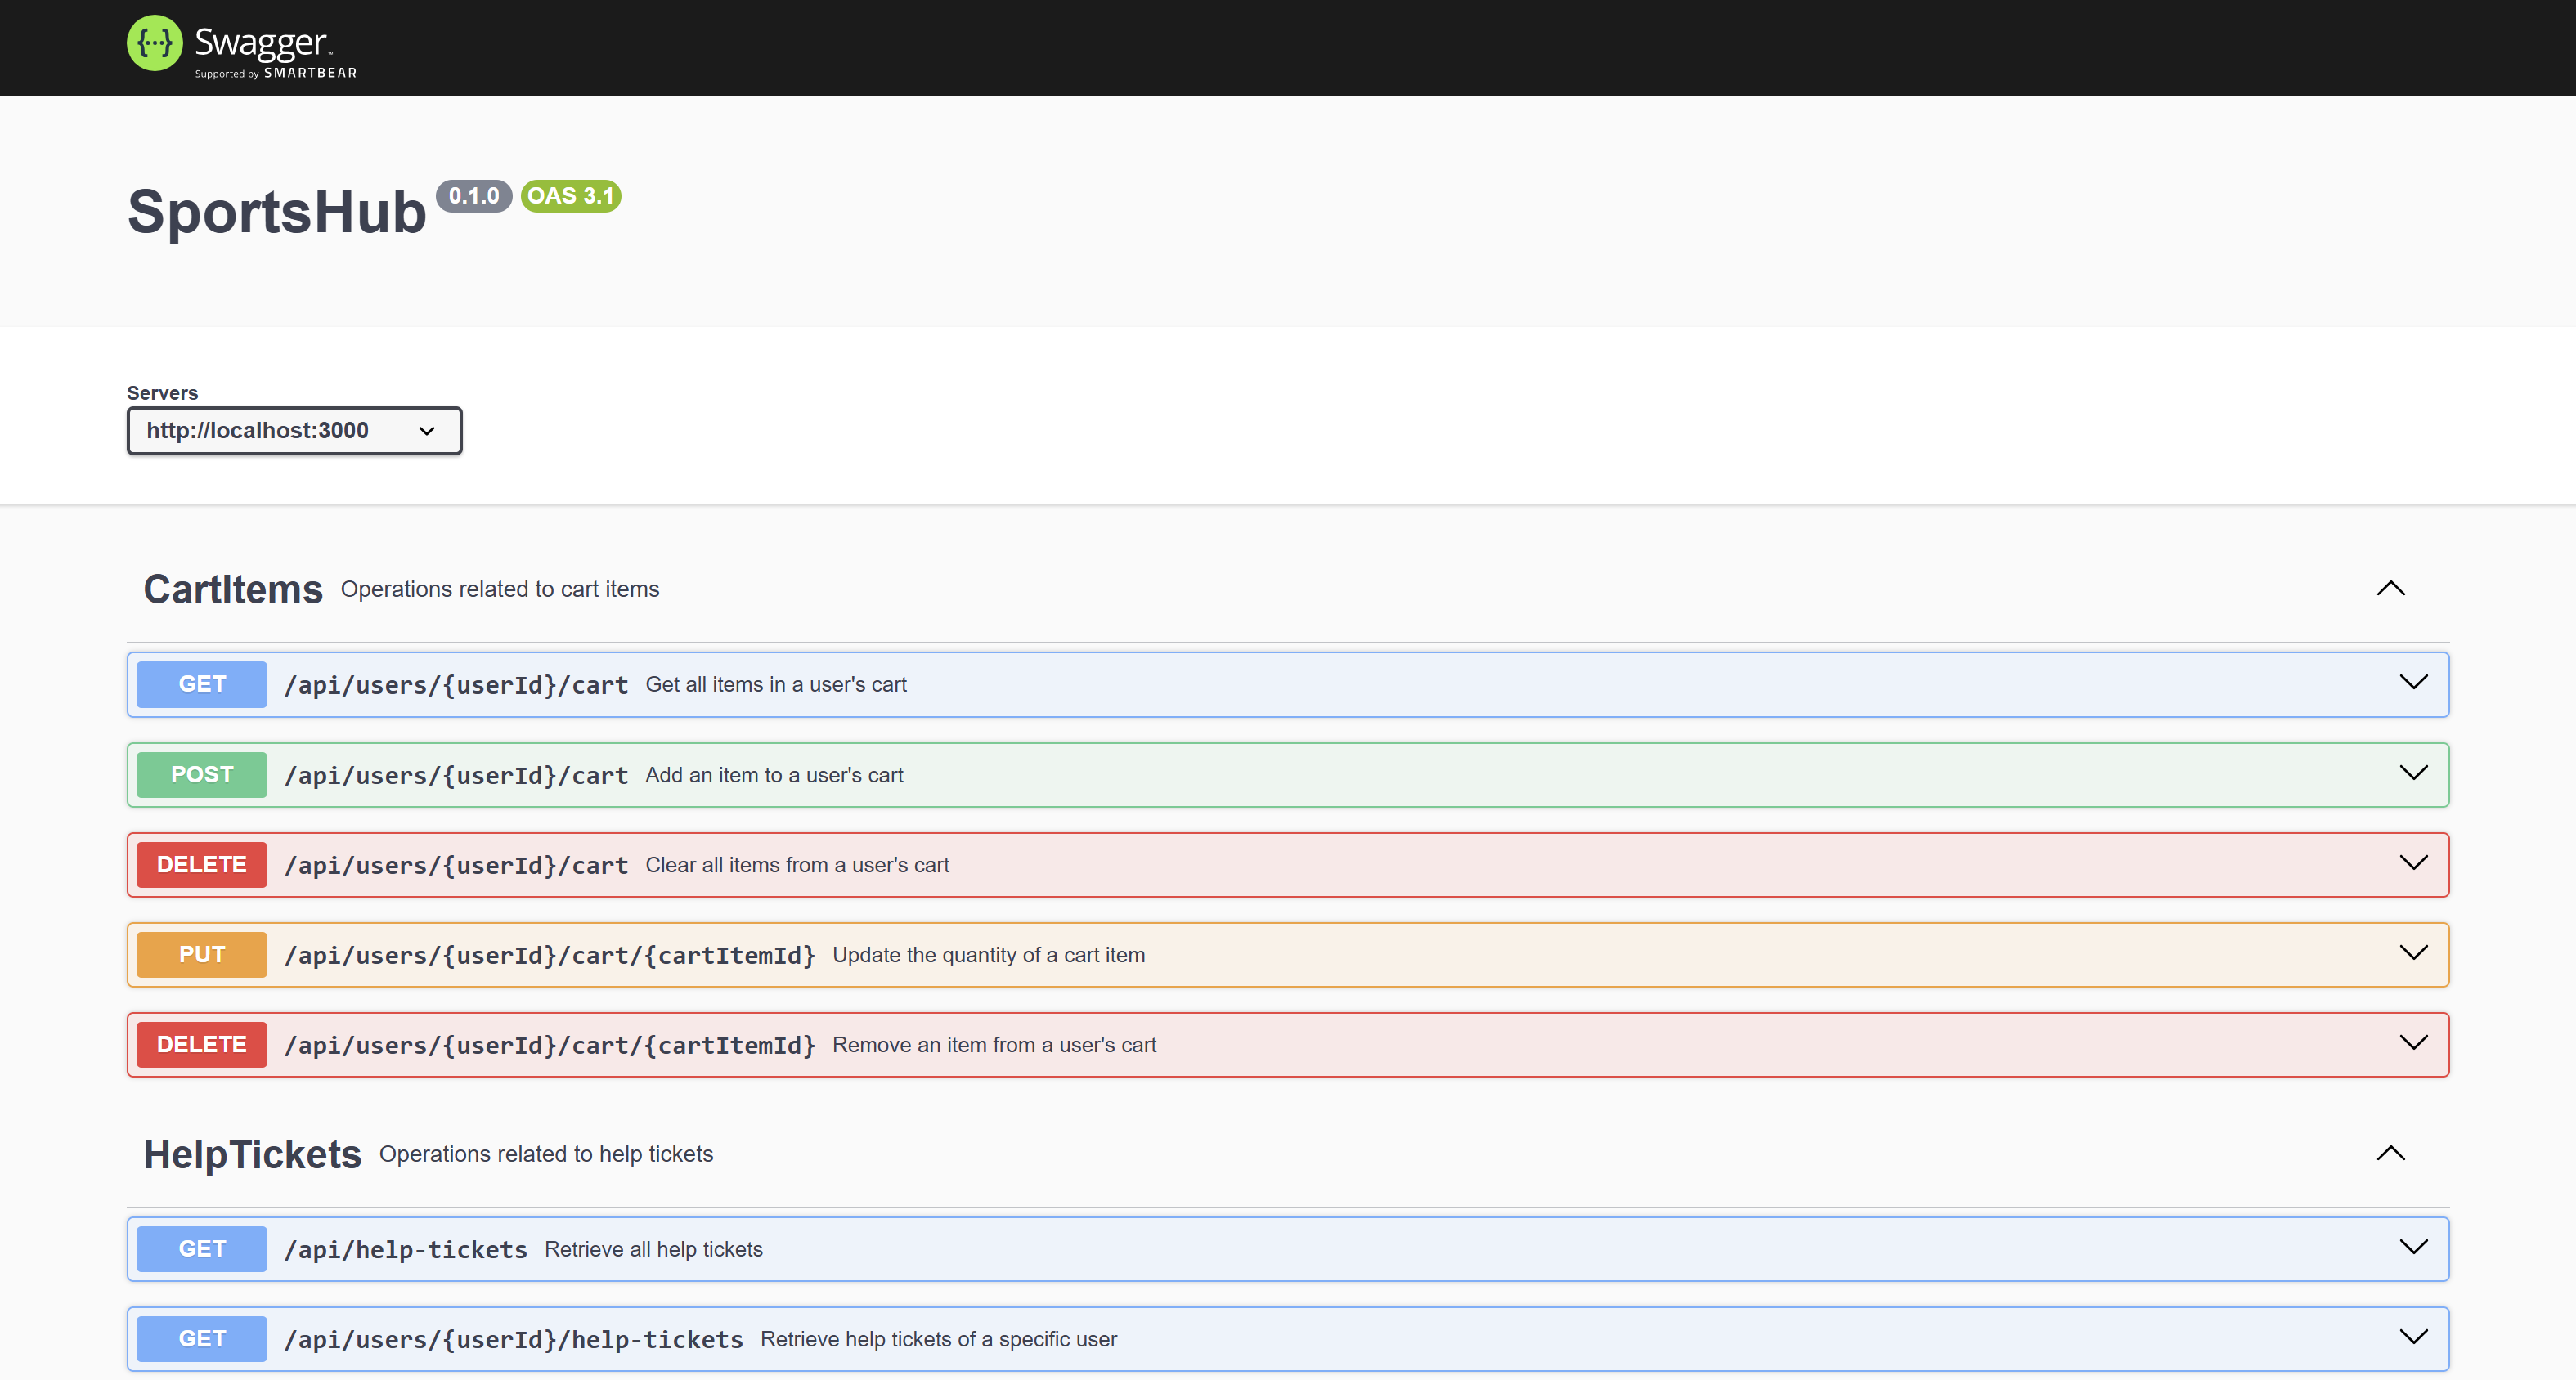 {···} Swagger™
Supported by SMARTBEAR
SportsHub 0.1.0 OAS 3.1
Servers
http://localhost:3000
CartItems Operations related to cart items
GET /api/users/{userId}/cart Get all items in a user's cart
POST /api/users/{userId}/cart Add an item to a user's cart
DELETE /api/users/{userId}/cart Clear all items from a user's cart
PUT /api/users/{userId}/cart/{cartItemId} Update the quantity of a cart item
DELETE /api/users/{userId}/cart/{cartItemId} Remove an item from a user's cart
HelpTickets Operations related to help tickets
GET /api/help-tickets Retrieve all help tickets
GET /api/users/{userId}/help-tickets Retrieve help tickets of a specific user